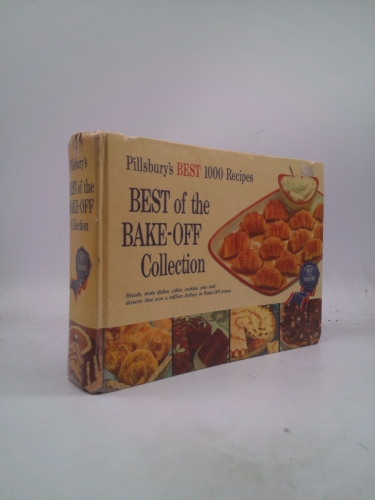 Pillsbury's
BEST of the
BAKE-OFF
Collection
Pillsbury's BEST 1000 Recipes
BEST of the
BAKE-OFF
Collection
Breads, main dishes, cakes, cookies, pies and
desserts that won a million dollars in Bake-Off prizes